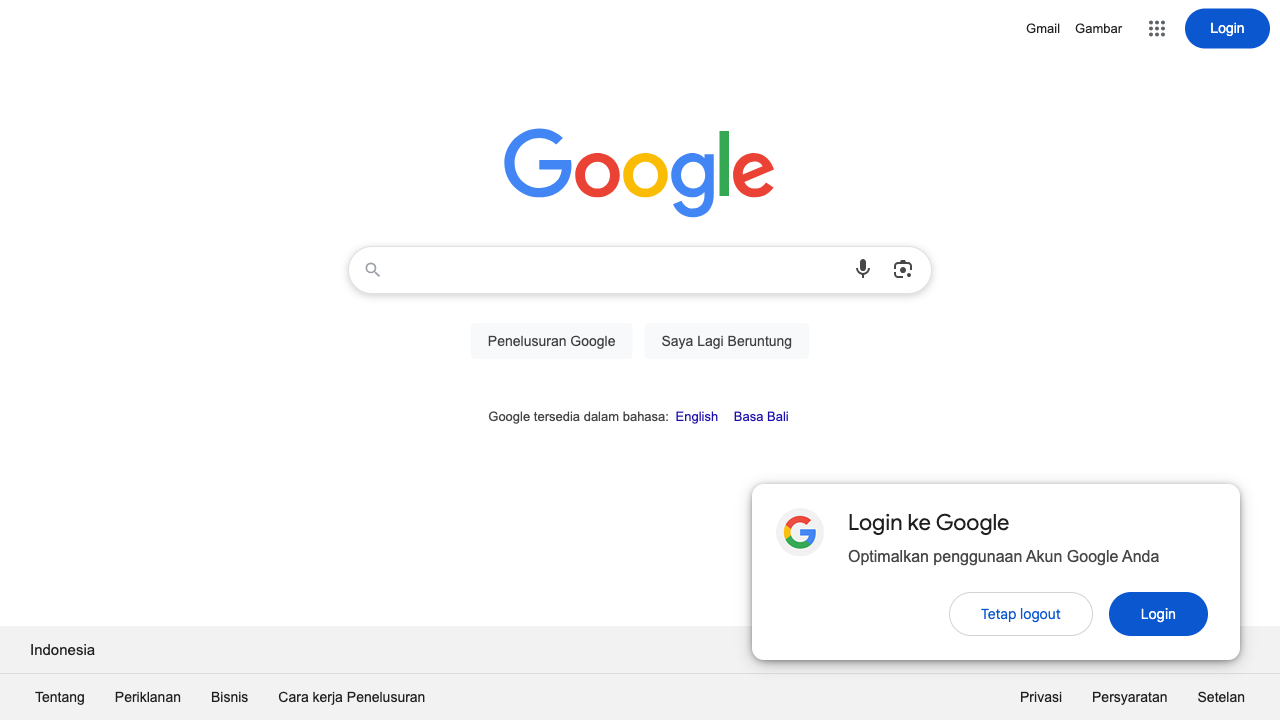 Gmail Gambar Login
Google
Penelusuran Google Saya Lagi Beruntung
Google tersedia dalam bahasa: English Basa Bali
Login ke Google
Optimalkan penggunaan Akun Google Anda
Tetap logout Login
Indonesia
Tentang Periklanan Bisnis Cara kerja Penelusuran Privasi Persyaratan Setelan